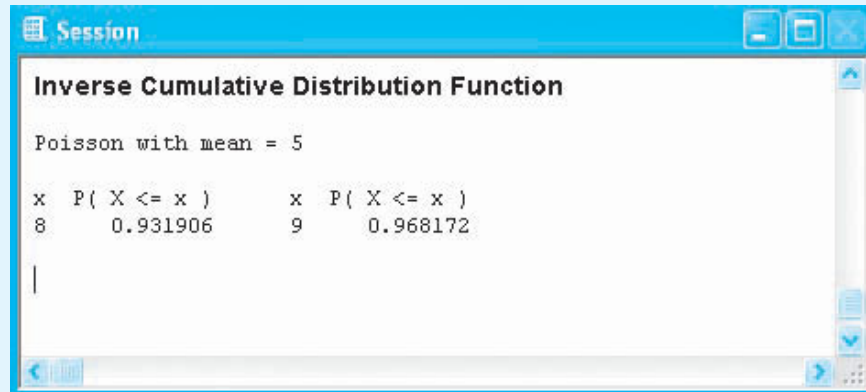 Session
Inverse Cumulative Distribution Function
Poisson with mean = 5
x P( X <= x ) x P( X <= x )
8 0.931906 9 0.968172